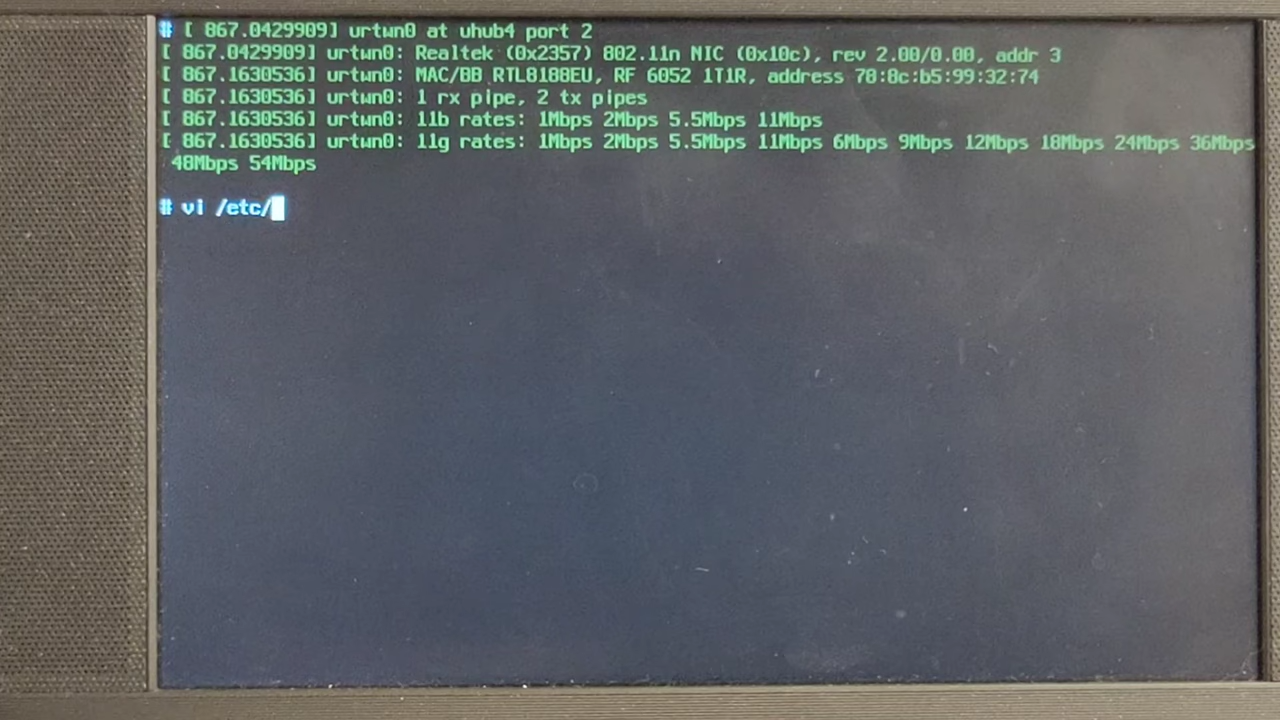 # [ 867.0429909] urtwn0 at uhub4 port 2
[ 867.0429909] urtwn0: Realtek (0x2357) 802.11n NIC (0x10c), rev 2.00/0.00, addr 3
[ 867.1630536] urtwn0: MAC/BB RTL8188EU, RF 6052 1T1R, address 78:8c:b5:99:32:74
[ 867.1630536] urtwn0: 1 rx pipe, 2 tx pipes
[ 867.1630536] urtwn0: 11b rates: 1Mbps 2Mbps 5.5Mbps 11Mbps
[ 867.1630536] urtwn0: 11g rates: 1Mbps 2Mbps 5.5Mbps 11Mbps 6Mbps 9Mbps 12Mbps 18Mbps 24Mbps 36Mbps
48Mbps 54Mbps
# vi /etc/